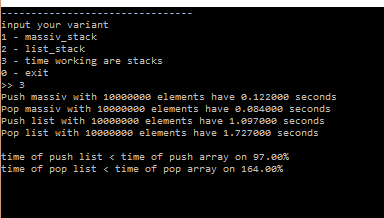 --------------------------------
input your variant
1 - massiv_stack
2 - list_stack
3 - time working are stacks
0 - exit
>> 3
Push massiv with 10000000 elements have 0.122000 seconds
Pop massiv with 10000000 elements have 0.084000 seconds
Push list with 10000000 elements have 1.097000 seconds
Pop list with 10000000 elements have 1.727000 seconds
time of push list < time of push array on 97.00%
time of pop list < time of pop array on 164.00%